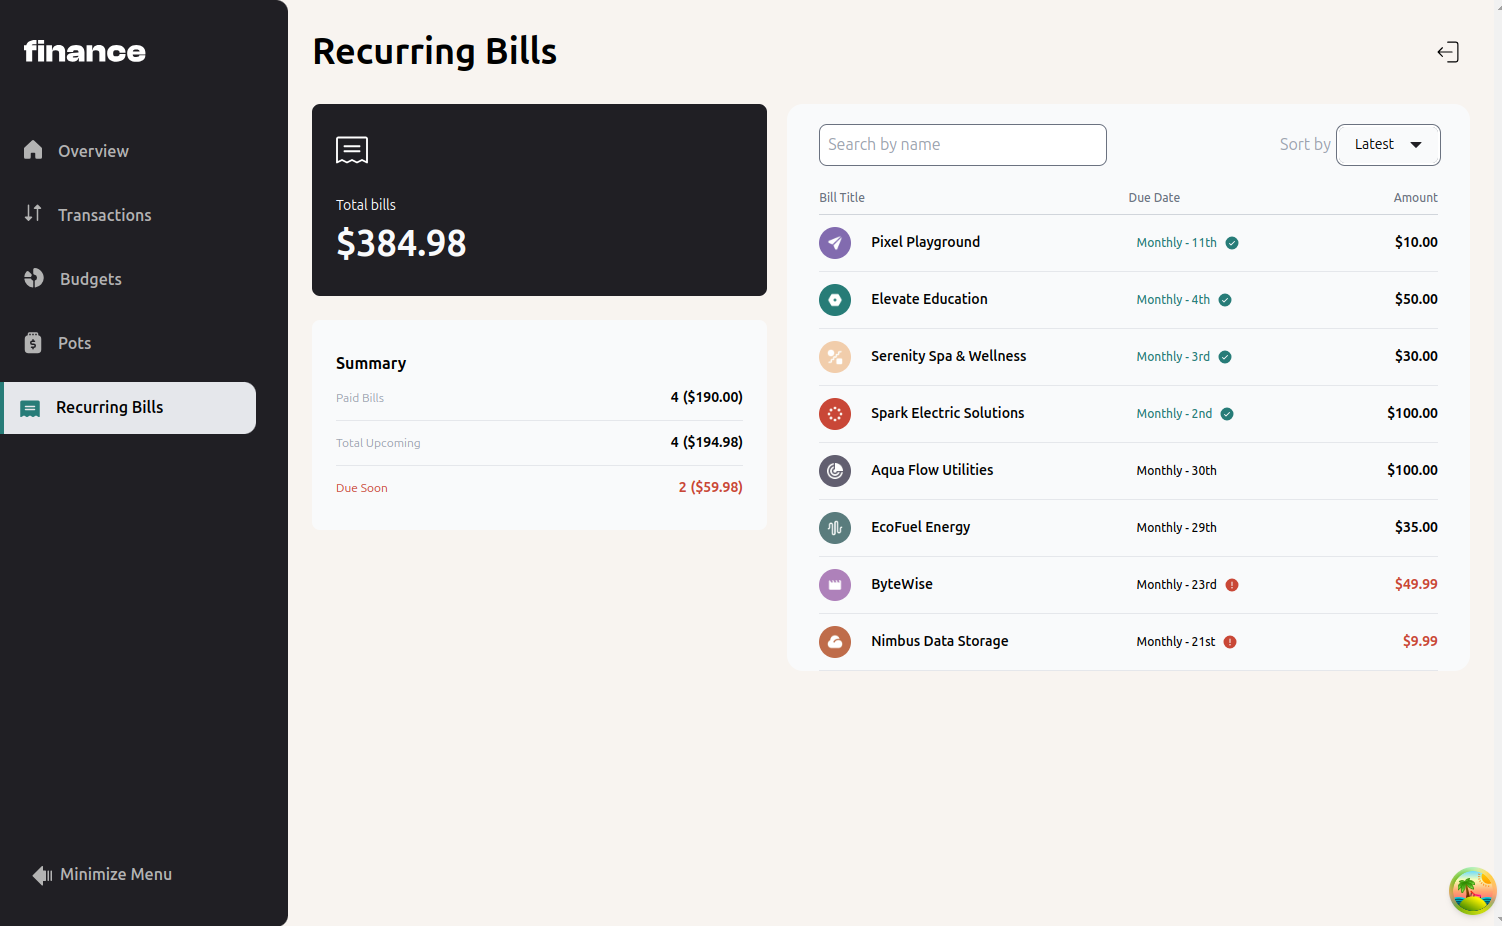 finance
Overview
Transactions
Budgets
Pots
Recurring Bills
Minimize Menu
Recurring Bills
Total bills
$384.98
Summary
Paid Bills 4 ($190.00)
Total Upcoming 4 ($194.98)
Due Soon 2 ($59.98)
Search by name
Sort by Latest
Bill Title Due Date Amount
Pixel Playground Monthly - 11th $10.00
Elevate Education Monthly - 4th $50.00
Serenity Spa & Wellness Monthly - 3rd $30.00
Spark Electric Solutions Monthly - 2nd $100.00
Aqua Flow Utilities Monthly - 30th $100.00
EcoFuel Energy Monthly - 29th $35.00
ByteWise Monthly - 23rd $49.99
Nimbus Data Storage Monthly - 21st $9.99